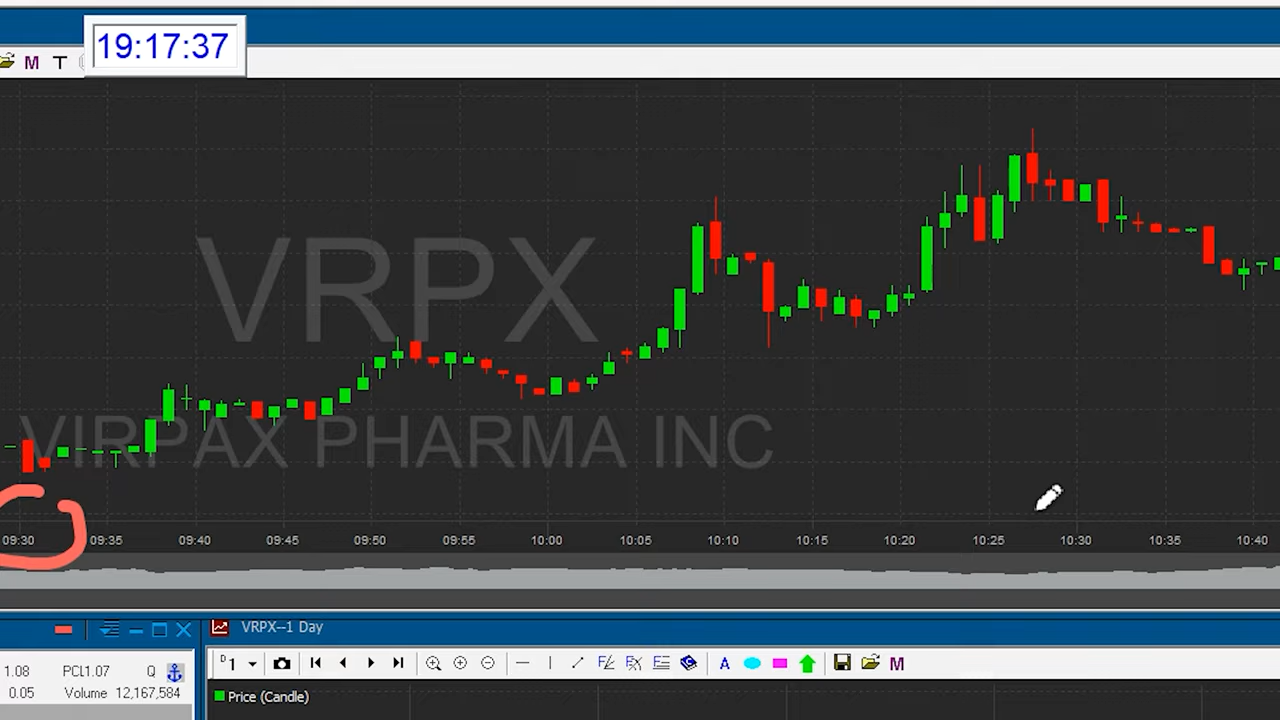 19:17:37
M T
VRPX
VIRPAX PHARMA INC
09:30 09:35 09:40 09:45 09:50 09:55 10:00 10:05 10:10 10:15 10:20 10:25 10:30 10:35 10:40
VRPX--1 Day
1.08 PCL1.07 Q
0.05 Volume 12,167,584
D 1 A M
Price (Candle)